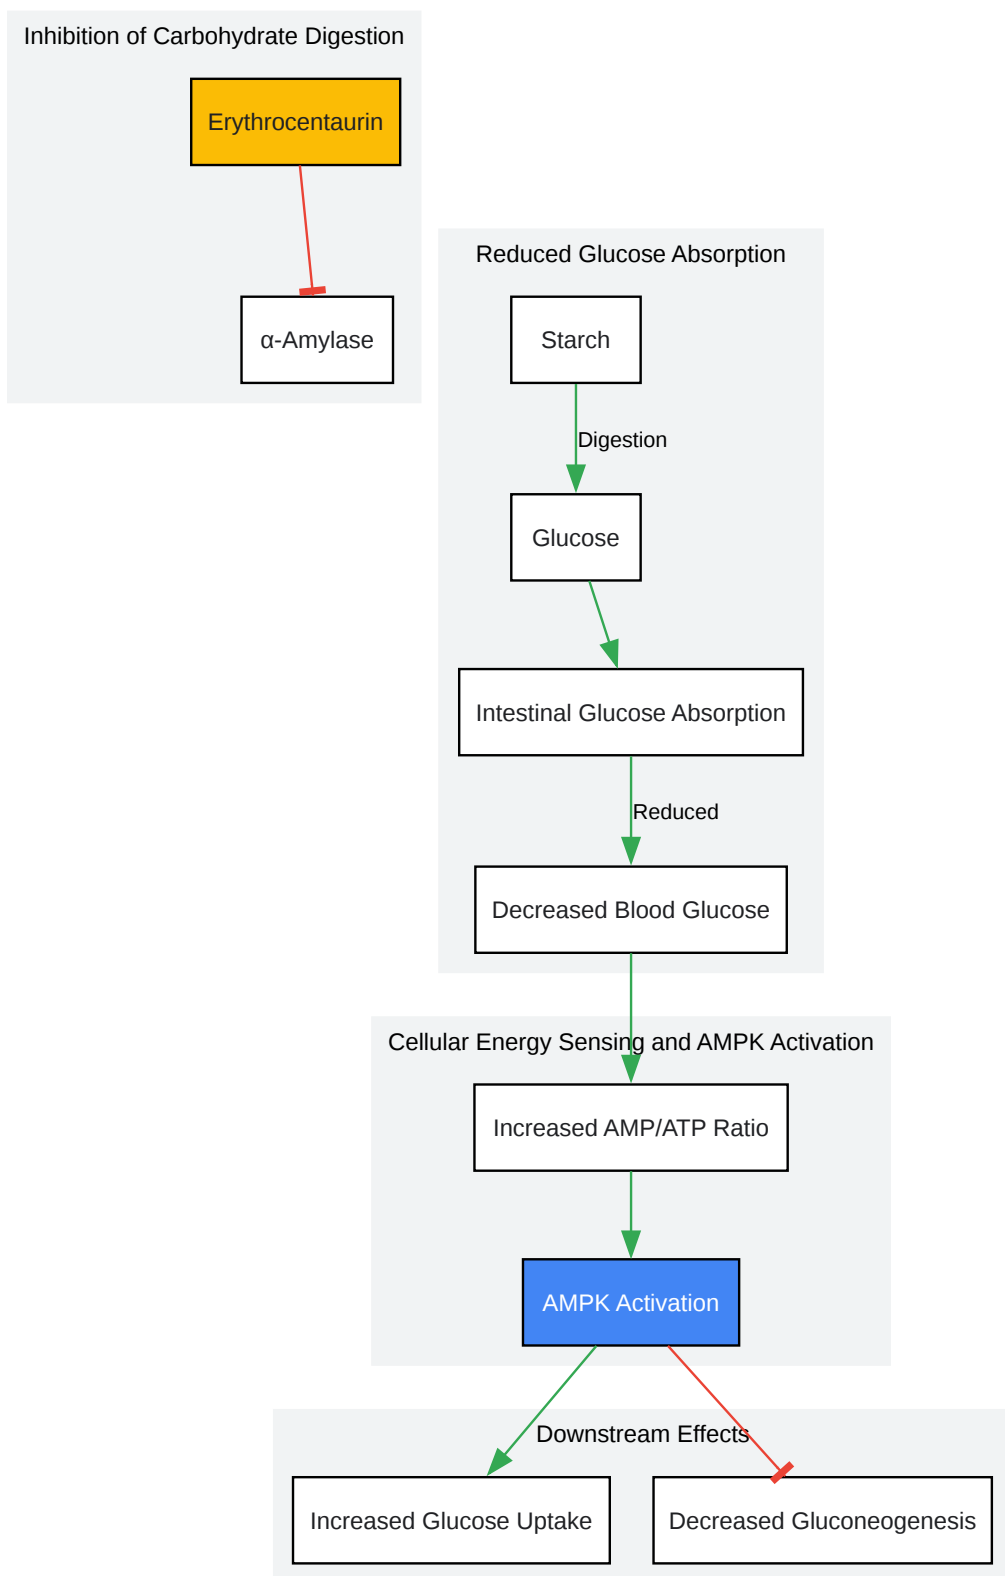 Inhibition of Carbohydrate Digestion
Erythrocentaurin
α-Amylase
Reduced Glucose Absorption
Starch
Digestion
Glucose
Intestinal Glucose Absorption
Reduced
Decreased Blood Glucose
Cellular Energy Sensing and AMPK Activation
Increased AMP/ATP Ratio
AMPK Activation
Downstream Effects
Increased Glucose Uptake
Decreased Gluconeogenesis